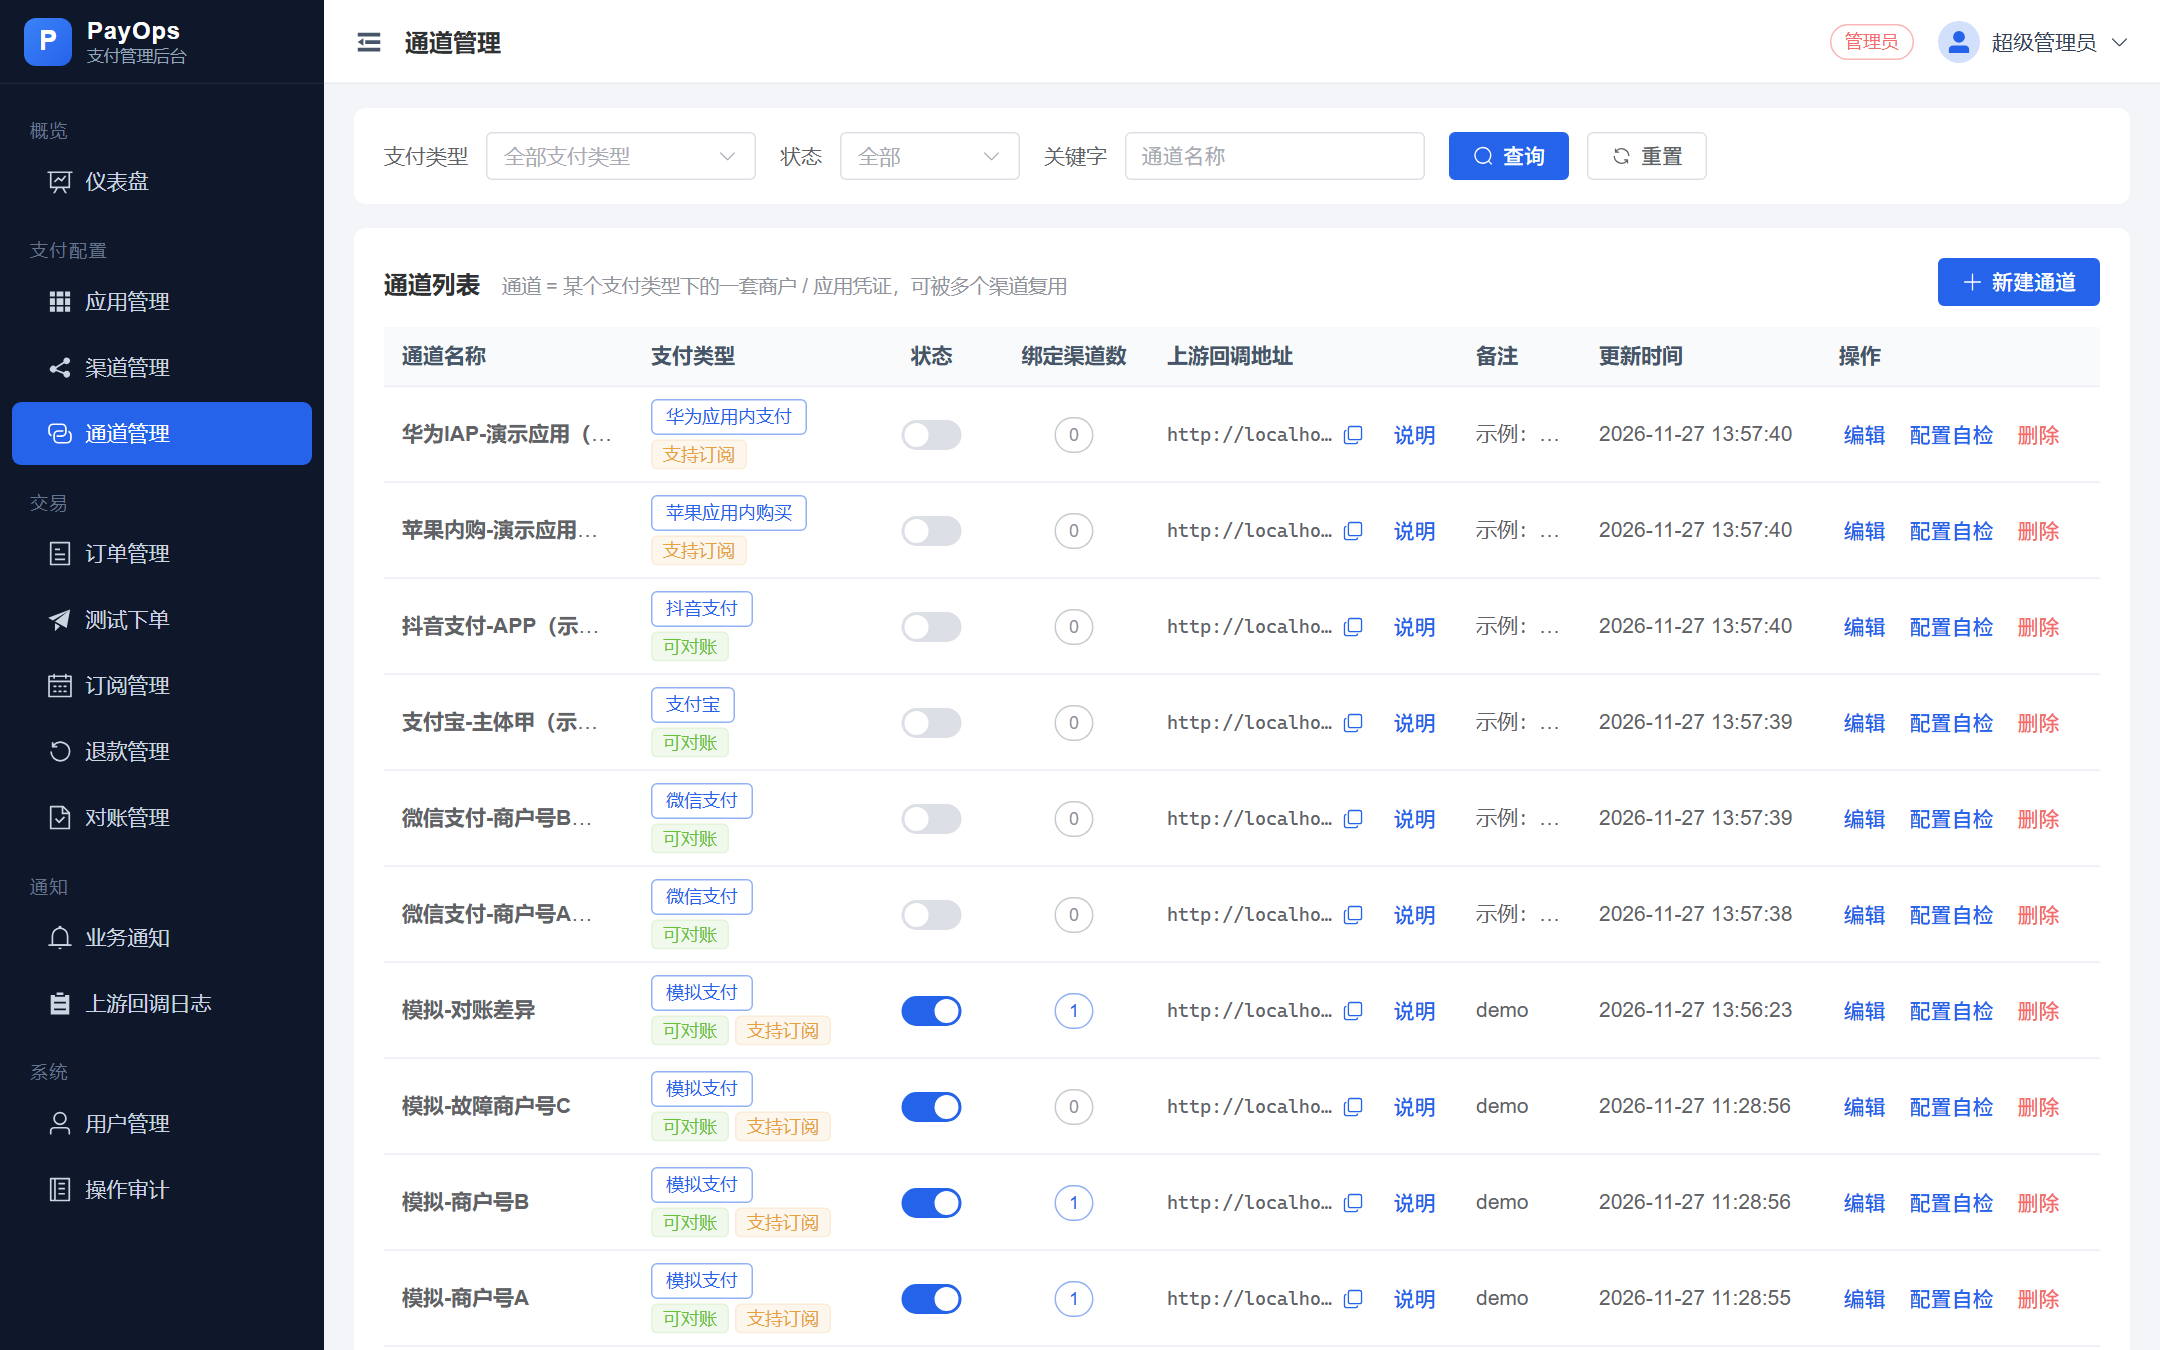 P
PayOps
支付管理后台
通道管理
管理员
超级管理员
概览
仪表盘
支付配置
应用管理
渠道管理
通道管理
交易
订单管理
测试下单
订阅管理
退款管理
对账管理
通知
业务通知
上游回调日志
系统
用户管理
操作审计
支付类型 全部支付类型 状态 全部 关键字 通道名称 查询 重置
通道列表 通道 = 某个支付类型下的一套商户 / 应用凭证，可被多个渠道复用 新建通道
通道名称 支付类型 状态 绑定渠道数 上游回调地址 备注 更新时间 操作
华为IAP-演示应用（... 华为应用内支付 支持订阅 0 http://localho... 说明 示例： ... 2026-11-27 13:57:40 编辑 配置自检 删除
苹果内购-演示应用... 苹果应用内购买 支持订阅 0 http://localho... 说明 示例： ... 2026-11-27 13:57:40 编辑 配置自检 删除
抖音支付-APP（示... 抖音支付 可对账 0 http://localho... 说明 示例： ... 2026-11-27 13:57:40 编辑 配置自检 删除
支付宝-主体甲（示... 支付宝 可对账 0 http://localho... 说明 示例： ... 2026-11-27 13:57:39 编辑 配置自检 删除
微信支付-商户号B... 微信支付 可对账 0 http://localho... 说明 示例： ... 2026-11-27 13:57:39 编辑 配置自检 删除
微信支付-商户号A... 微信支付 可对账 0 http://localho... 说明 示例： ... 2026-11-27 13:57:38 编辑 配置自检 删除
模拟-对账差异 模拟支付 可对账 支持订阅 1 http://localho... 说明 demo 2026-11-27 13:56:23 编辑 配置自检 删除
模拟-故障商户号C 模拟支付 可对账 支持订阅 0 http://localho... 说明 demo 2026-11-27 11:28:56 编辑 配置自检 删除
模拟-商户号B 模拟支付 可对账 支持订阅 1 http://localho... 说明 demo 2026-11-27 11:28:56 编辑 配置自检 删除
模拟-商户号A 模拟支付 可对账 支持订阅 1 http://localho... 说明 demo 2026-11-27 11:28:55 编辑 配置自检 删除